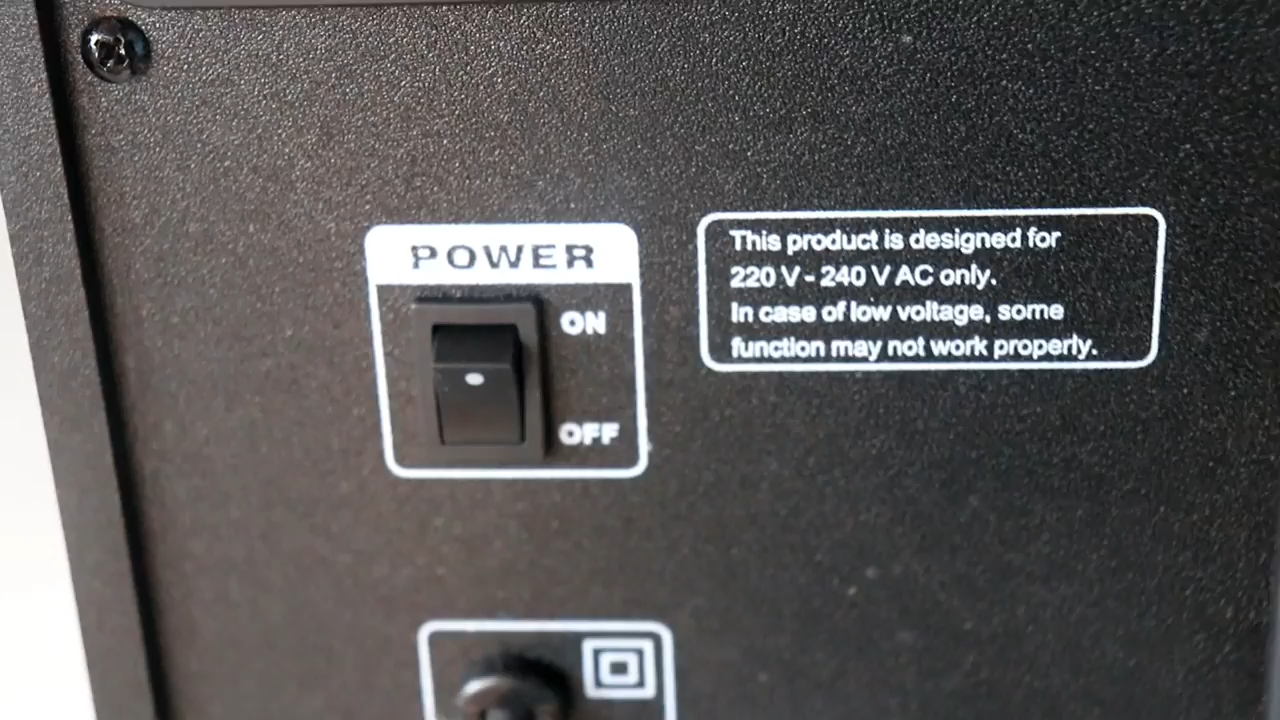 POWER
ON
OFF
This product is designed for
220 V - 240 V AC only.
In case of low voltage, some
function may not work properly.